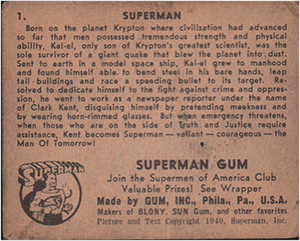 1.
SUPERMAN
Born on the planet Krypton where civilization had advanced
so far that men possessed tremendous strength and physical
ability, Kal-el, only son of Krypton's greatest scientist, was the
sole survivor of a giant quake that blew the planet into dust.
Sent to earth in a model space ship, Kal-el grew to manhood
and found himself able to bend steel in his bare hands, leap
tall buildings and race a speeding bullet to its target. Re-
solved to dedicate himself to the fight against crime and oppres-
sion, he went to work as a newspaper reporter under the name
of Clark Kent, disguising himself by pretending meekness and
by wearing horn-rimmed glasses. But when emergency threatens,
when those who are on the side of Truth and Justice require
assistance, Kent becomes Superman — valiant — courageous — the
Man Of Tomorrow!
SUPERMAN
SUPERMAN GUM
Join the Supermen of America Club
Valuable Prizes! See Wrapper
Made by GUM, INC., Phila., Pa., U.S.A.
Makers of BLONY, SUN Gum, and other favorites
Picture and Text Copyright 1940, Superman, Inc.